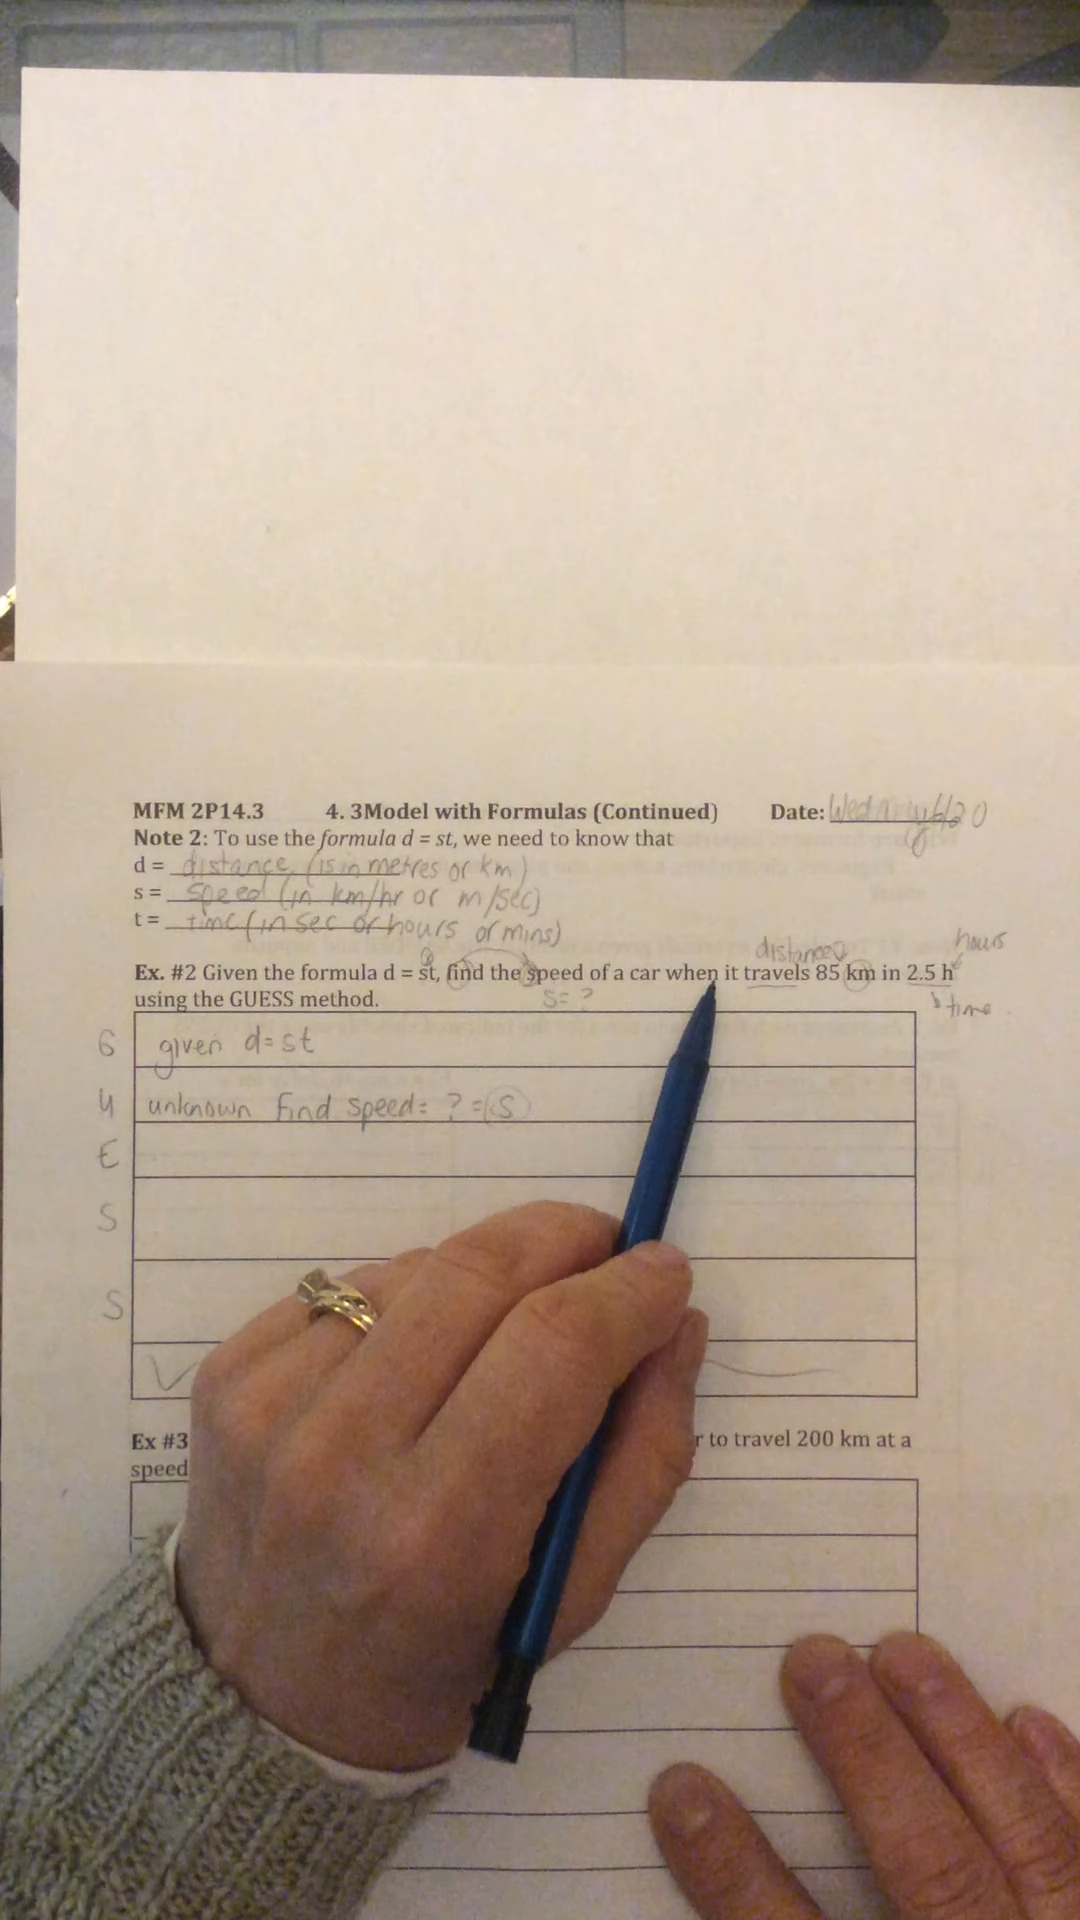 MFM 2P14.3 4. 3Model with Formulas (Continued) Date:
Note 2: To use the formula d = st, we need to know that
d = distance (is in metres or km)
s = speed (in km/hr or m/sec)
t = time (in sec or hours or mins)
distance hours
Ex. #2 Given the formula d = st, find the speed of a car when it travels 85 km in 2.5 h
using the GUESS method. s= ? time
G given d=st
U unknown find speed= ? = s
E
S
S
Ex #3 r to travel 200 km at a
speed